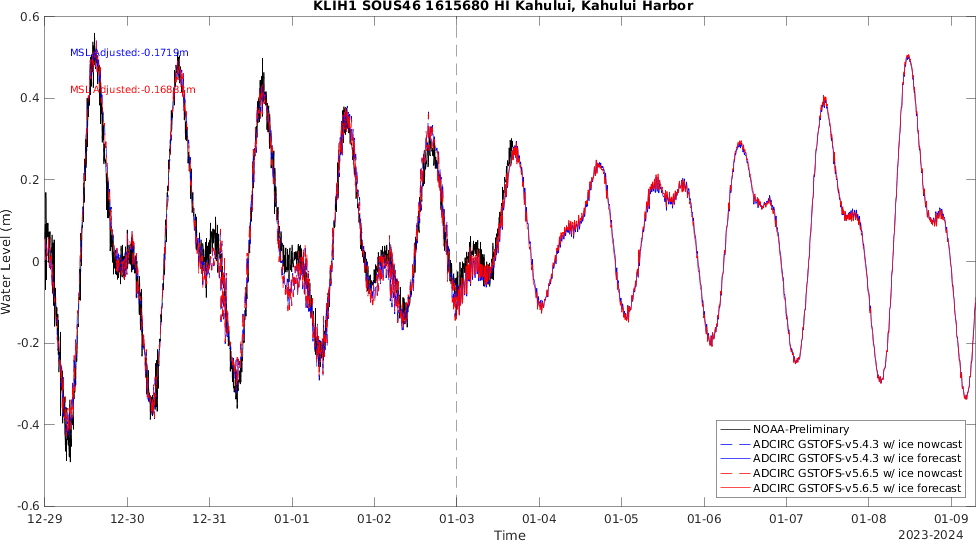 KLIH1 SOUS46 1615680 HI Kahului, Kahului Harbor
0.6
MSL Adjusted:-0.1719m
0.4
0.2
0
-0.2
-0.4
-0.6
Water Level (m)
NOAA-Preliminary
ADCIRC GSTOFS-v5.4.3 w/ ice nowcast
ADCIRC GSTOFS-v5.4.3 w/ ice forecast
ADCIRC GSTOFS-v5.6.5 w/ ice nowcast
ADCIRC GSTOFS-v5.6.5 w/ ice forecast
12-29 12-30 12-31 01-01 01-02 01-03 01-04 01-05 01-06 01-07 01-08 01-09
Time
2023-2024